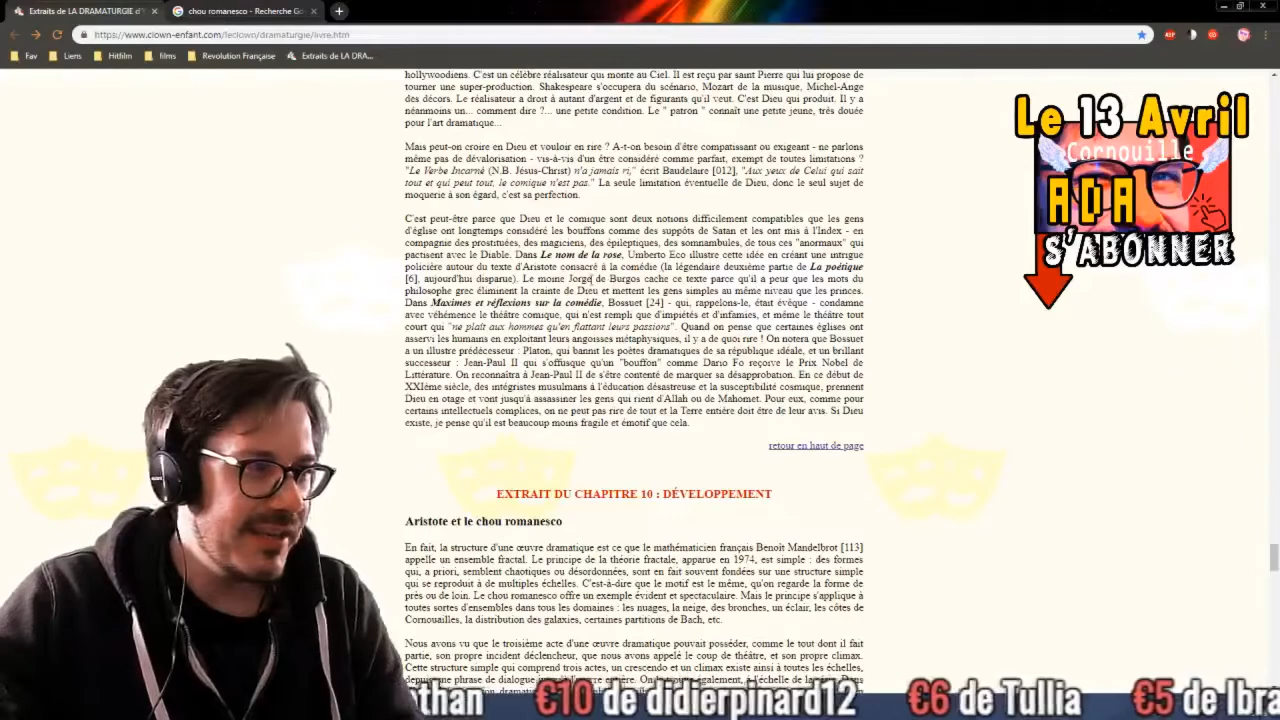 Extraits de LA DRAMATURGIE d'Y
chou romanesco - Recherche Go
https://www.clown-enfant.com/leclown/dramaturgie/livre.htm
Fav
Liens
Hitfilm
films
Revolution Française
Extraits de LA DRA...
hollywoodiens. C'est un célèbre réalisateur qui monte au Ciel. Il est reçu par saint Pierre qui lui propose de
tourner une super-production. Shakespeare s'occupera du scénario, Mozart de la musique, Michel-Ange
des décors. Le réalisateur a droit à autant d'argent et de figurants qu'il veut. C'est Dieu qui produit. Il y a
néanmoins un... comment dire ?... une petite condition. Le " patron " connaît une petite jeune, très douée
pour l'art dramatique...
Mais peut-on croire en Dieu et vouloir en rire ? A-t-on besoin d'être compatissant ou exigeant - ne parlons
même pas de dévalorisation - vis-à-vis d'un être considéré comme parfait, exempt de toutes limitations ?
"Le Verbe Incarné (N.B. Jésus-Christ) n'a jamais ri," écrit Baudelaire [012], "Aux yeux de Celui qui sait
tout et qui peut tout, le comique n'est pas." La seule limitation éventuelle de Dieu, donc le seul sujet de
moquerie à son égard, c'est sa perfection.
C'est peut-être parce que Dieu et le comique sont deux notions difficilement compatibles que les gens
d'église ont longtemps considéré les bouffons comme des suppôts de Satan et les ont mis à l'Index - en
compagnie des prostituées, des magiciens, des épileptiques, des somnambules, de tous ces "anormaux" qui
pactisent avec le Diable. Dans Le nom de la rose, Umberto Eco illustre cette idée en créant une intrigue
policière autour du texte d'Aristote consacré à la comédie (la légendaire deuxième partie de La poétique
[6], aujourd'hui disparue). Le moine Jorge de Burgos cache ce texte parce qu'il a peur que les mots du
philosophe grec éliminent la crainte de Dieu et mettent les gens simples au même niveau que les princes.
Dans Maximes et réflexions sur la comédie, Bossuet [24] - qui, rappelons-le, était évêque - condamne
avec véhémence le théâtre comique, qui n'est rempli que d'impiétés et d'infamies, et même le théâtre tout
court qui "ne plaît aux hommes qu'en flattant leurs passions". Quand on pense que certaines églises ont
asservi les humains en exploitant leurs angoisses métaphysiques, il y a de quoi rire ! On notera que Bossuet
a un illustre prédécesseur : Platon, qui bannit les poètes dramatiques de sa république idéale, et un brillant
successeur : Jean-Paul II qui s'offusque qu'un "bouffon" comme Dario Fo reçoive le Prix Nobel de
Littérature. On reconnaîtra à Jean-Paul II de s'être contenté de marquer sa désapprobation. En ce début de
XXIème siècle, des intégristes musulmans à l'éducation désastreuse et la susceptibilité cosmique, prennent
Dieu en otage et vont jusqu'à assassiner les gens qui rient d'Allah ou de Mahomet. Pour eux, comme pour
certains intellectuels complices, on ne peut pas rire de tout et la Terre entière doit être de leur avis. Si Dieu
existe, je pense qu'il est beaucoup moins fragile et émotif que cela.
retour en haut de page
EXTRAIT DU CHAPITRE 10 : DÉVELOPPEMENT
Aristote et le chou romanesco
En fait, la structure d'une œuvre dramatique est ce que le mathématicien français Benoît Mandelbrot [113]
appelle un ensemble fractal. Le principe de la théorie fractale, apparue en 1974, est simple : des formes
qui, a priori, semblent chaotiques ou désordonnées, sont en fait souvent fondées sur une structure simple
qui se reproduit à de multiples échelles. C'est-à-dire que le motif est le même, qu'on regarde la forme de
près ou de loin. Le chou romanesco offre un exemple évident et spectaculaire. Mais le principe s'applique à
toutes sortes d'ensembles dans tous les domaines : les nuages, la neige, des bronches, un éclair, les côtes de
Cornouailles, la distribution des galaxies, certaines partitions de Bach, etc.
Nous avons vu que le troisième acte d'une œuvre dramatique pouvait posséder, comme le tout dont il fait
partie, son propre incident déclencheur, que nous avons appelé le coup de théâtre, et son propre climax.
Cette structure simple qui comprend trois actes, un crescendo et un climax existe ainsi à toutes les échelles,
Le 13 Avril
Cornouaille
ADA
S'ABONNER
than €10 de didierpinard12 €6 de Tullia €5 de Ibra